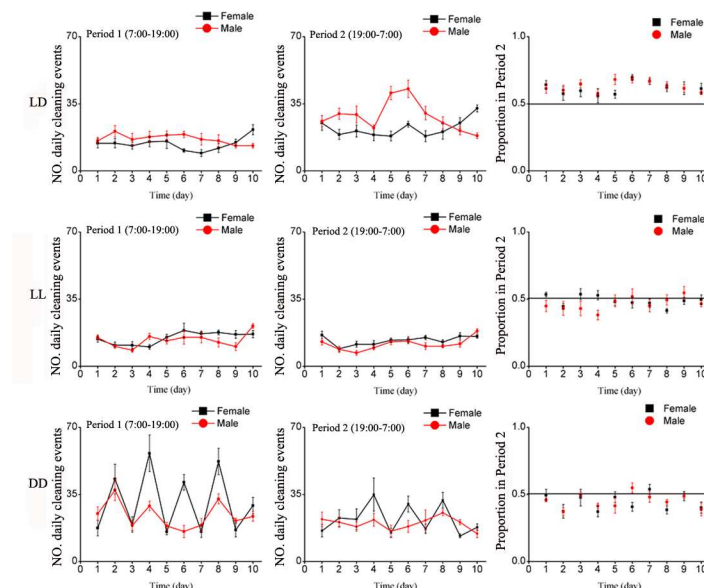 Female
Male
Period 1 (7:00-19:00)
NO. daily cleaning events
70
35
0
0 1 2 3 4 5 6 7 8 9 10
Time (day)
LD
Female
Male
Period 2 (19:00-7:00)
NO. daily cleaning events
70
35
0
0 1 2 3 4 5 6 7 8 9 10
Time (day)
Female
Male
Proportion in Period 2
1.0
0.5
0.0
0 1 2 3 4 5 6 7 8 9 10
Time (day)
Female
Male
Period 1 (7:00-19:00)
NO. daily cleaning events
70
35
0
0 1 2 3 4 5 6 7 8 9 10
Time (day)
LL
Female
Male
Period 2 (19:00-7:00)
NO. daily cleaning events
70
35
0
0 1 2 3 4 5 6 7 8 9 10
Time (day)
Female
Male
Proportion in Period 2
1.0
0.5
0.0
0 1 2 3 4 5 6 7 8 9 10
Time (day)
Female
Male
Period 1 (7:00-19:00)
NO. daily cleaning events
70
35
0
0 1 2 3 4 5 6 7 8 9 10
Time (day)
DD
Female
Male
Period 2 (19:00-7:00)
NO. daily cleaning events
70
35
0
0 1 2 3 4 5 6 7 8 9 10
Time (day)
Female
Male
Proportion in Period 2
1.0
0.5
0.0
0 1 2 3 4 5 6 7 8 9 10
Time (day)